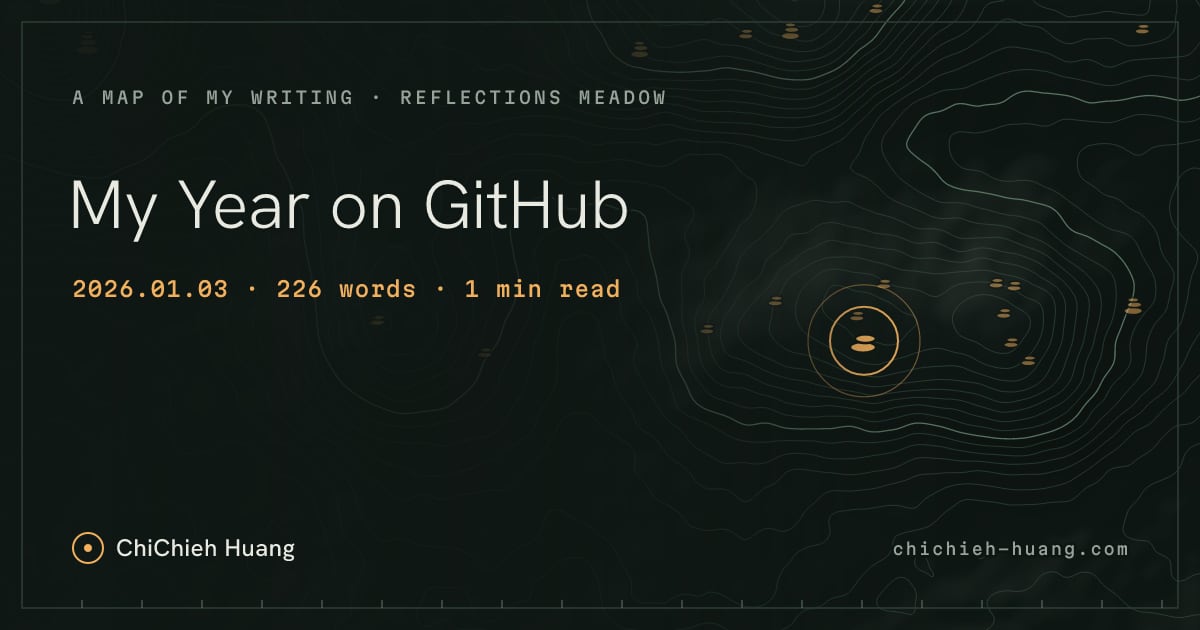 A MAP OF MY WRITING · REFLECTIONS MEADOW
My Year on GitHub
2026.01.03 · 226 words · 1 min read
ChiChieh Huang
chichieh-huang.com